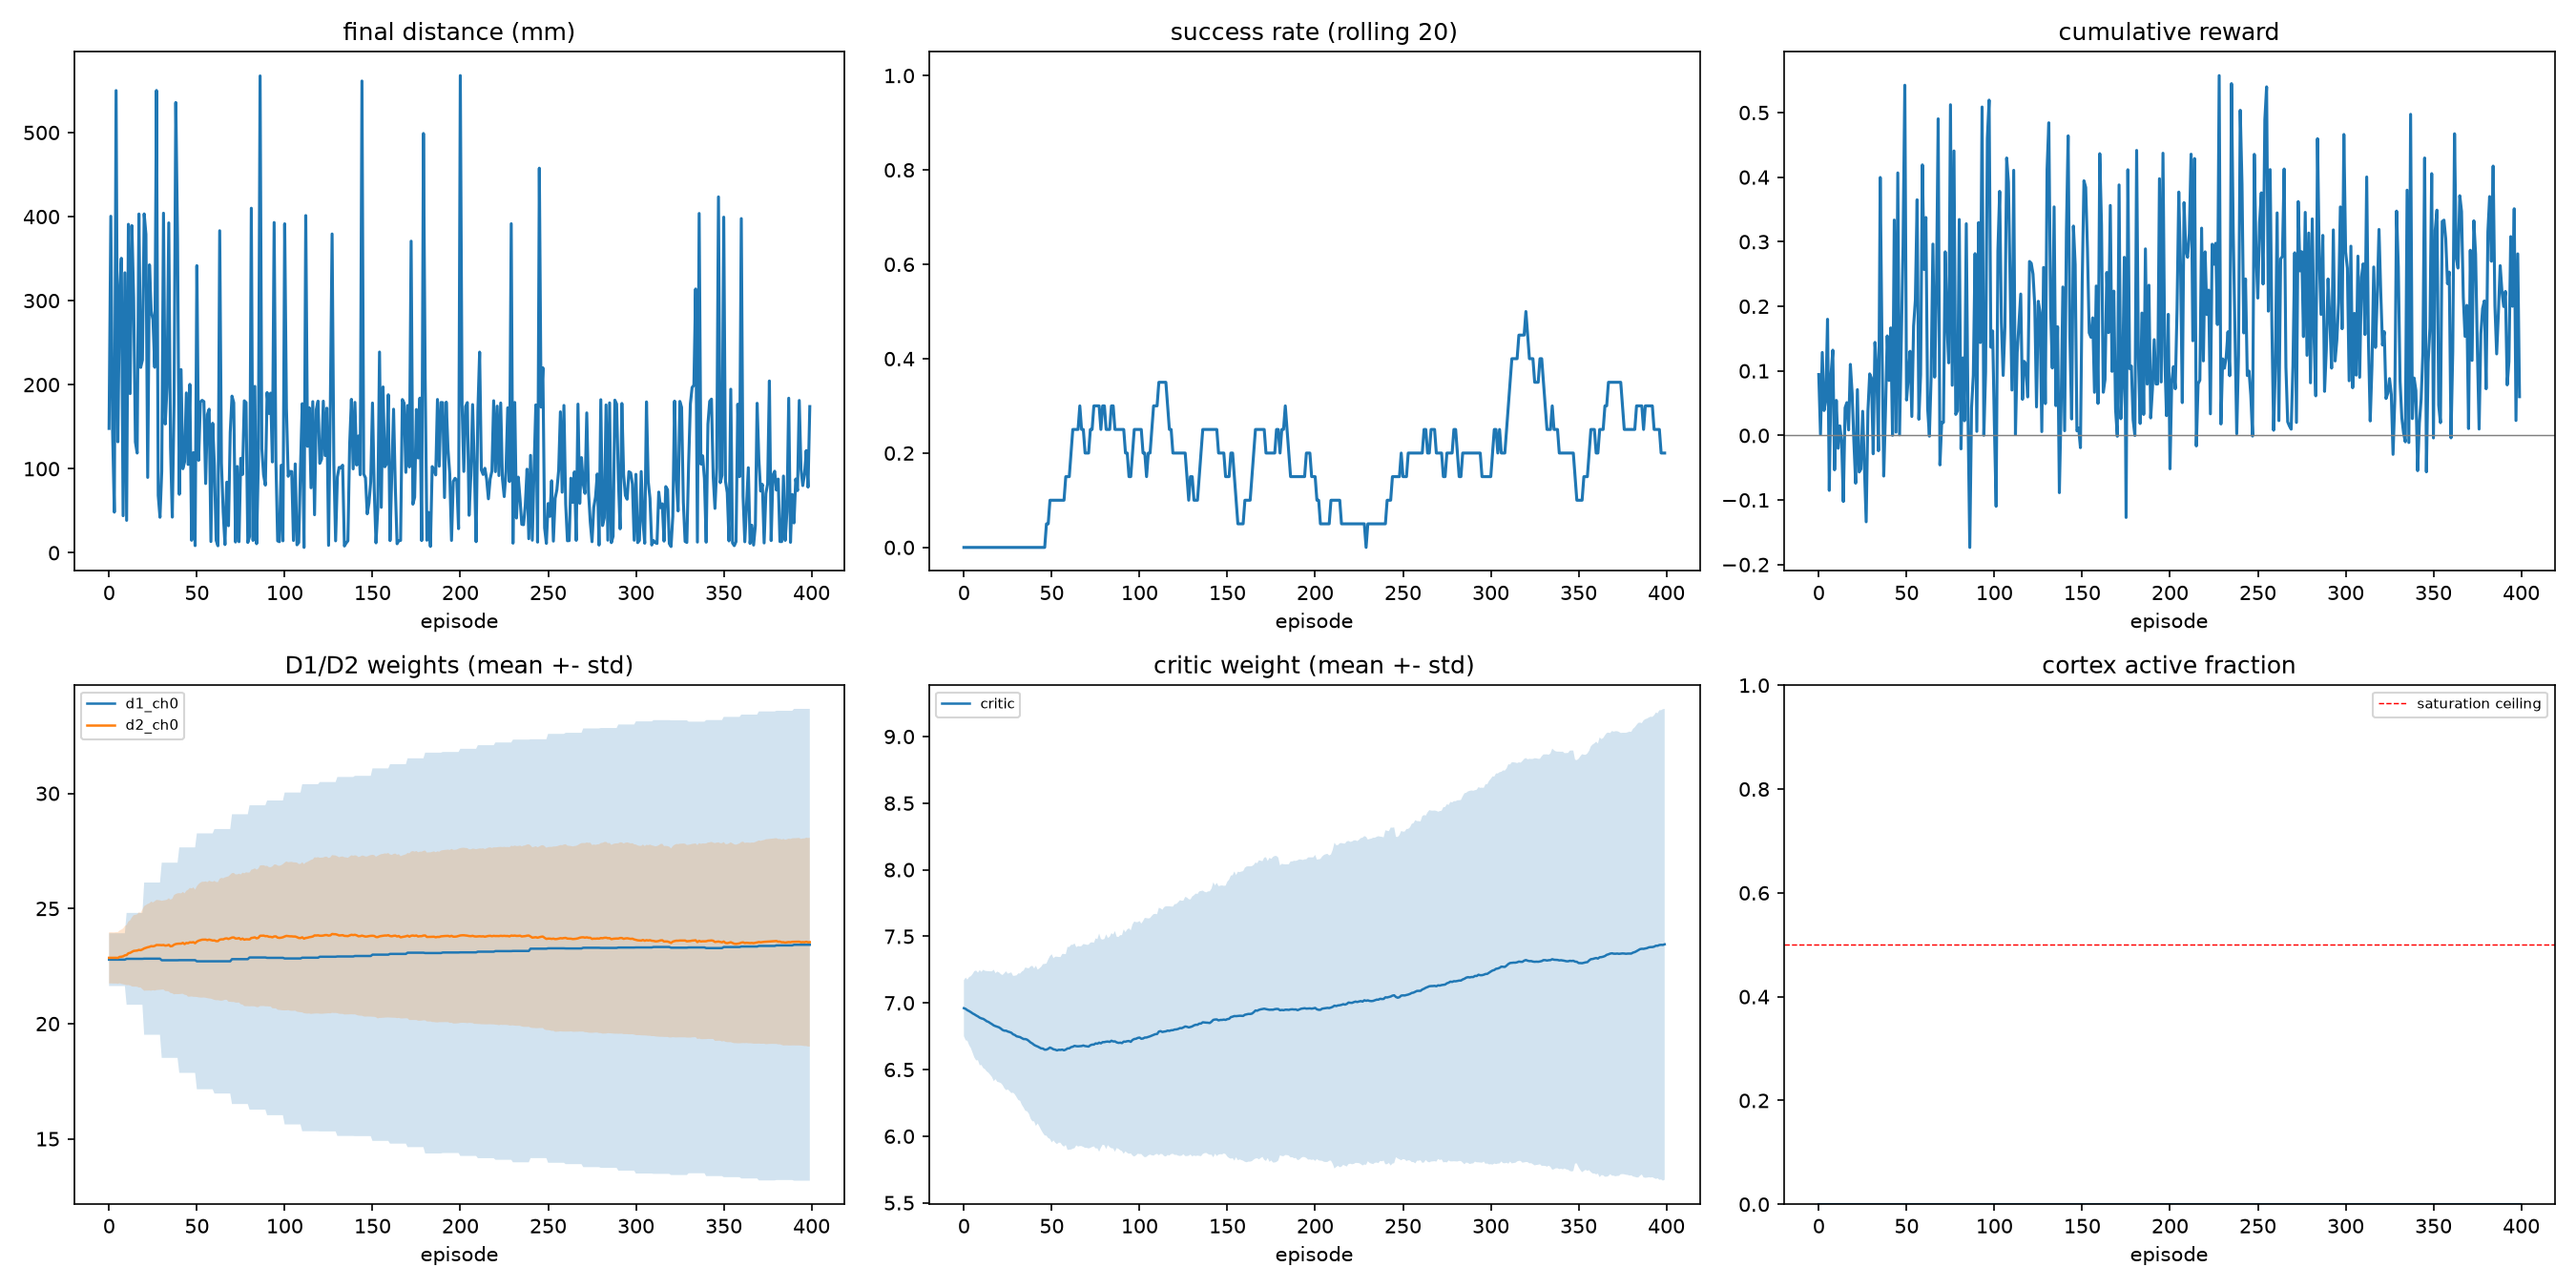 final distance (mm)
500
400
300
200
100
0
0 50 100 150 200 250 300 350 400
episode
success rate (rolling 20)
1.0
0.8
0.6
0.4
0.2
0.0
0 50 100 150 200 250 300 350 400
episode
cumulative reward
0.5
0.4
0.3
0.2
0.1
0.0
−0.1
−0.2
0 50 100 150 200 250 300 350 400
episode
D1/D2 weights (mean +- std)
d1_ch0
d2_ch0
30
25
20
15
0 50 100 150 200 250 300 350 400
episode
critic weight (mean +- std)
critic
9.0
8.5
8.0
7.5
7.0
6.5
6.0
5.5
0 50 100 150 200 250 300 350 400
episode
cortex active fraction
saturation ceiling
1.0
0.8
0.6
0.4
0.2
0.0
0 50 100 150 200 250 300 350 400
episode